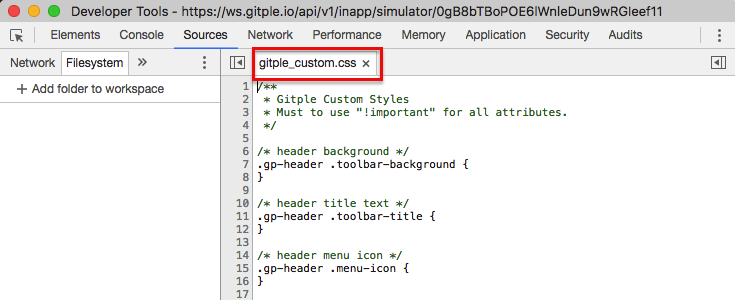 Developer Tools - https://ws.gitple.io/api/v1/inapp/simulator/0gB8bTBoPOE6lWnleDun9wRGleef11
Elements Console Sources Network Performance Memory Application Security Audits
Network Filesystem » gitple_custom.css ×
+ Add folder to workspace
1 /**
2 * Gitple Custom Styles
3 * Must to use "!important" for all attributes.
4 */
5
6 /* header background */
7 .gp-header .toolbar-background {
8 }
9
10 /* header title text */
11 .gp-header .toolbar-title {
12 }
13
14 /* header menu icon */
15 .gp-header .menu-icon {
16 }
17